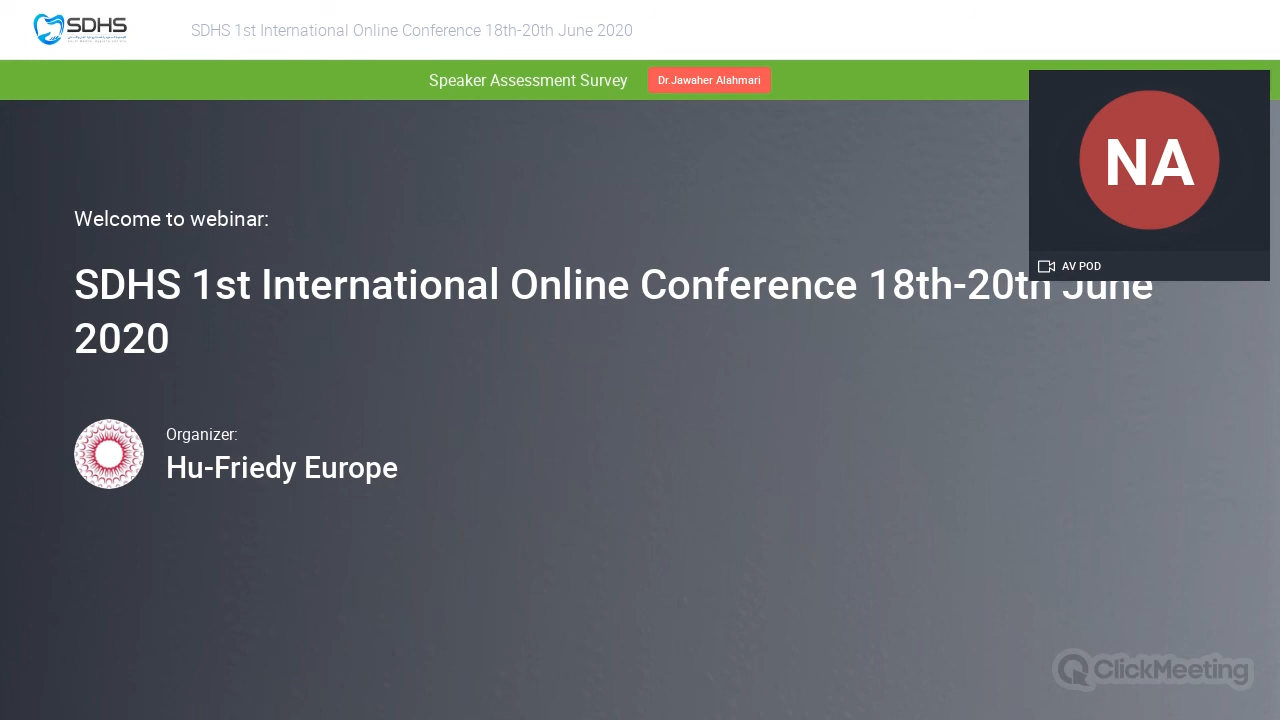 SDHS
SDHS 1st International Online Conference 18th-20th June 2020
Speaker Assessment Survey
Dr.Jawaher Alahmari
NA
AV POD
Welcome to webinar:
SDHS 1st International Online Conference 18th-20th June
2020
Organizer:
Hu-Friedy Europe
ClickMeeting